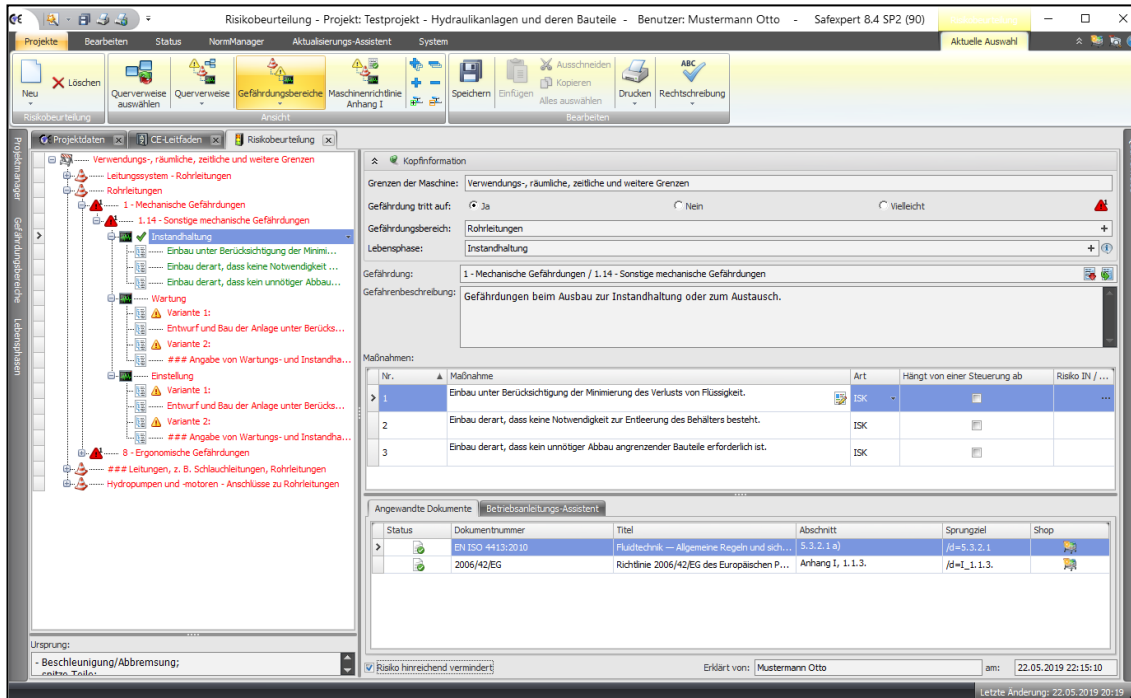 Risikobeurteilung - Projekt: Testprojekt - Hydraulikanlagen und deren Bauteile - Benutzer: Mustermann Otto - Safexpert 8.4 SP2 (90)
Projekte Bearbeiten Status NormManager Aktualisierungs-Assistent System Aktuelle Auswahl
Neu
Löschen
Querverweise auswählen
Querverweise
Gefährdungsbereiche
Maschinenrichtlinie Anhang I
Speichern
Einfügen
Ausschneiden
Kopieren
Alles auswählen
Drucken
ABC
Rechtschreibung
Risikobeurteilung Ansicht Bearbeiten
Projektdaten CE-Leitfaden Risikobeurteilung
Projektmanager
Gefährdungsbereiche
Lebensphasen
Verwendungs-, räumliche, zeitliche und weitere Grenzen
Leitungssystem - Rohrleitungen
Rohrleitungen
1 - Mechanische Gefährdungen
1.14 - Sonstige mechanische Gefährdungen
Instandhaltung
Einbau unter Berücksichtigung der Minimi...
Einbau derart, dass keine Notwendigkeit ...
Einbau derart, dass kein unnötiger Abbau...
Wartung
Variante 1:
Entwurf und Bau der Anlage unter Berücks...
Variante 2:
### Angabe von Wartungs- und Instandha...
Einstellung
Variante 1:
Entwurf und Bau der Anlage unter Berücks...
Variante 2:
### Angabe von Wartungs- und Instandha...
8 - Ergonomische Gefährdungen
### Leitungen, z. B. Schlauchleitungen, Rohrleitungen
Hydropumpen und -motoren - Anschlüsse zu Rohrleitungen
Ursprung:
- Beschleunigung/Abbremsung;
spitze Teile;
Kopfinformation
Grenzen der Maschine: Verwendungs-, räumliche, zeitliche und weitere Grenzen
Gefährdung tritt auf: Ja Nein Vielleicht
Gefährdungsbereich: Rohrleitungen
Lebensphase: Instandhaltung
Gefährdung: 1 - Mechanische Gefährdungen / 1.14 - Sonstige mechanische Gefährdungen
Gefahrenbeschreibung: Gefährdungen beim Ausbau zur Instandhaltung oder zum Austausch.
Maßnahmen:
Nr. Maßnahme Art Hängt von einer Steuerung ab Risiko IN / ...
1 Einbau unter Berücksichtigung der Minimierung des Verlusts von Flüssigkeit. ISK ...
2 Einbau derart, dass keine Notwendigkeit zur Entleerung des Behälters besteht. ISK
3 Einbau derart, dass kein unnötiger Abbau angrenzender Bauteile erforderlich ist. ISK
Angewandte Dokumente Betriebsanleitungs-Assistent
Status Dokumentnummer Titel Abschnitt Sprungziel Shop
EN ISO 4413:2010 Fluidtechnik — Allgemeine Regeln und sich... 5.3.2.1 a) /d=5.3.2.1
2006/42/EG Richtlinie 2006/42/EG des Europäischen P... Anhang I, 1.1.3. /d=I_1.1.3.
Risiko hinreichend vermindert Erklärt von: Mustermann Otto am: 22.05.2019 22:15:10
Letzte Änderung: 22.05.2019 20:19